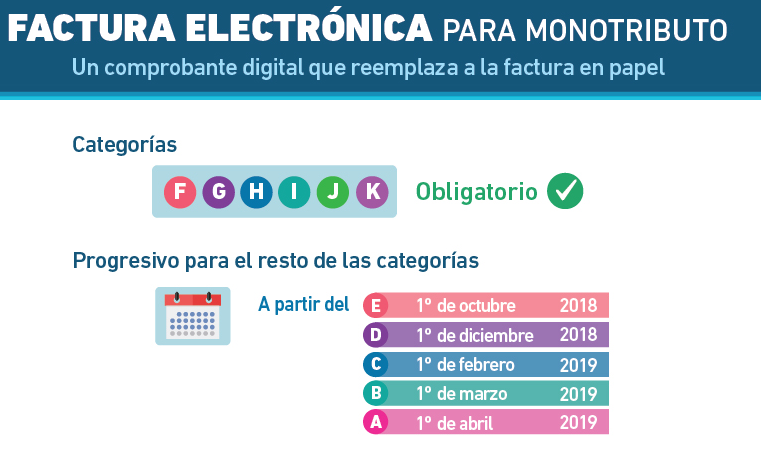 FACTURA ELECTRÓNICA PARA MONOTRIBUTO
Un comprobante digital que reemplaza a la factura en papel
Categorías
F G H I J K Obligatorio
Progresivo para el resto de las categorías
A partir del
E 1º de octubre 2018
D 1º de diciembre 2018
C 1º de febrero 2019
B 1º de marzo 2019
A 1º de abril 2019